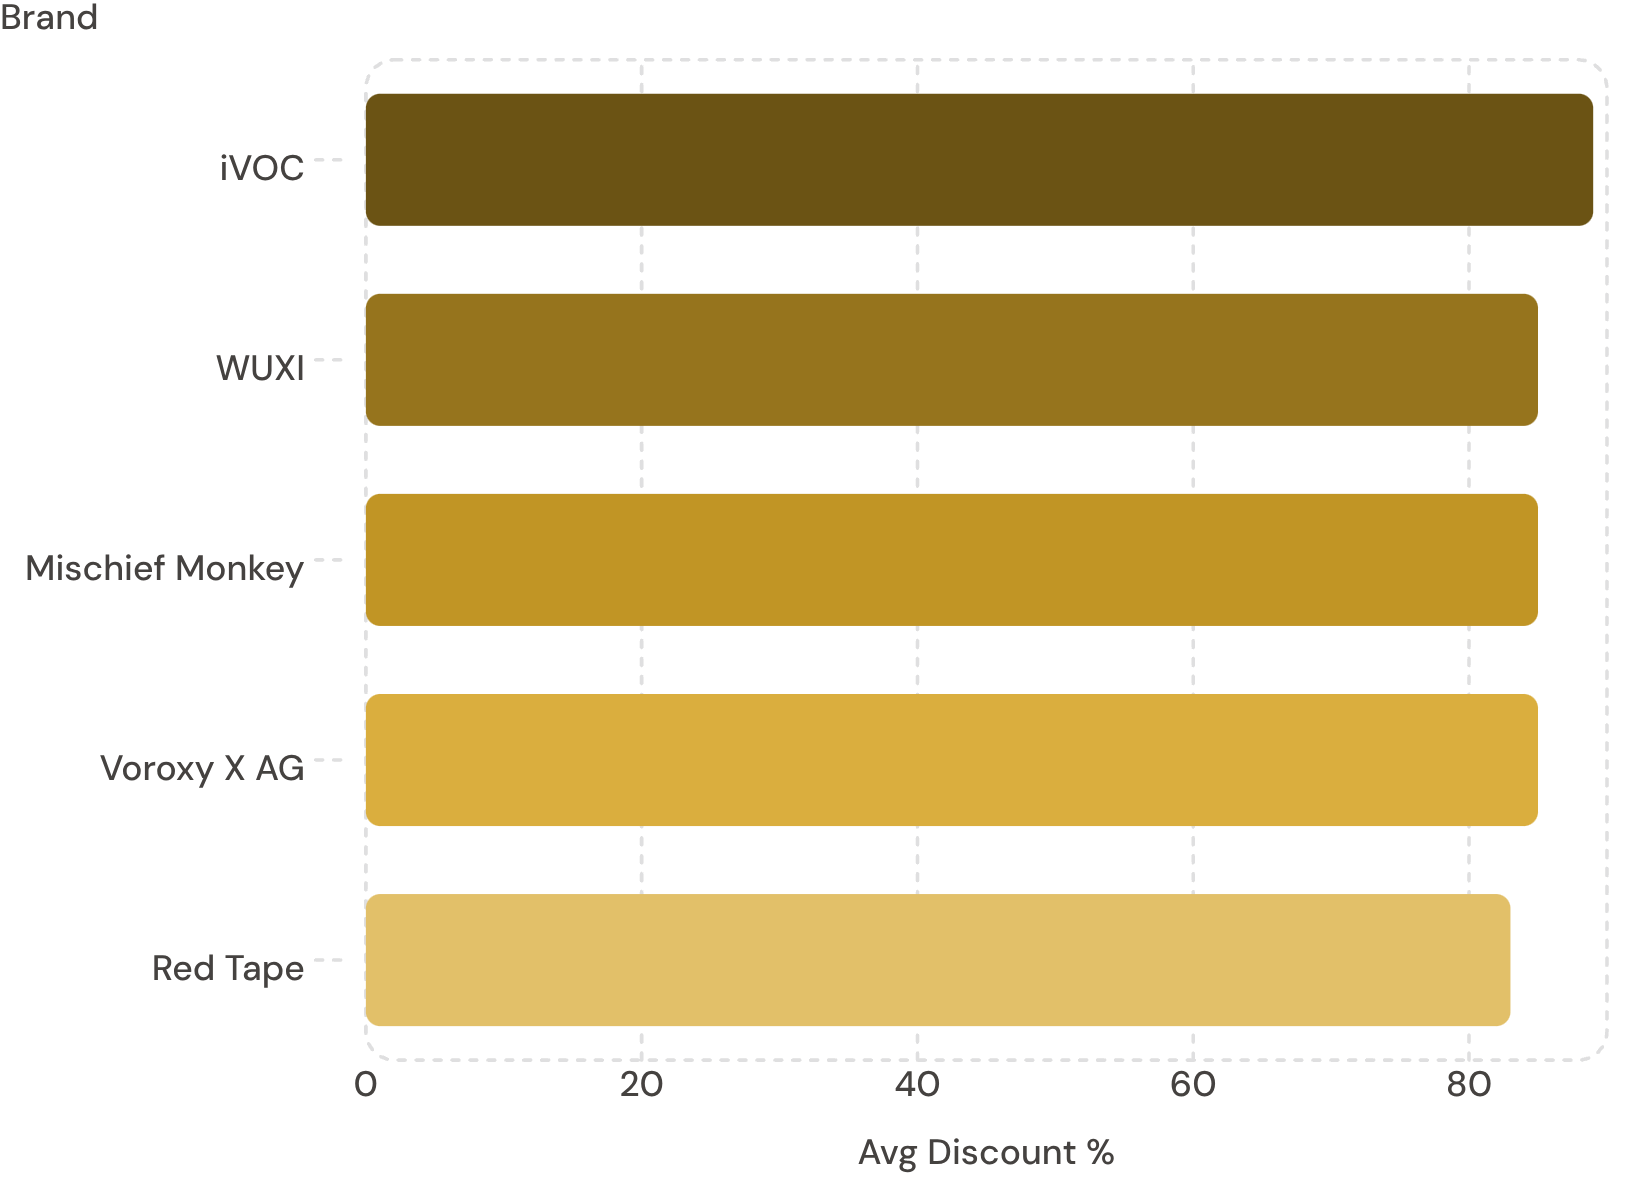 Brand
iVOC
WUXI
Mischief Monkey
Voroxy X AG
Red Tape
0 20 40 60 80
Avg Discount %